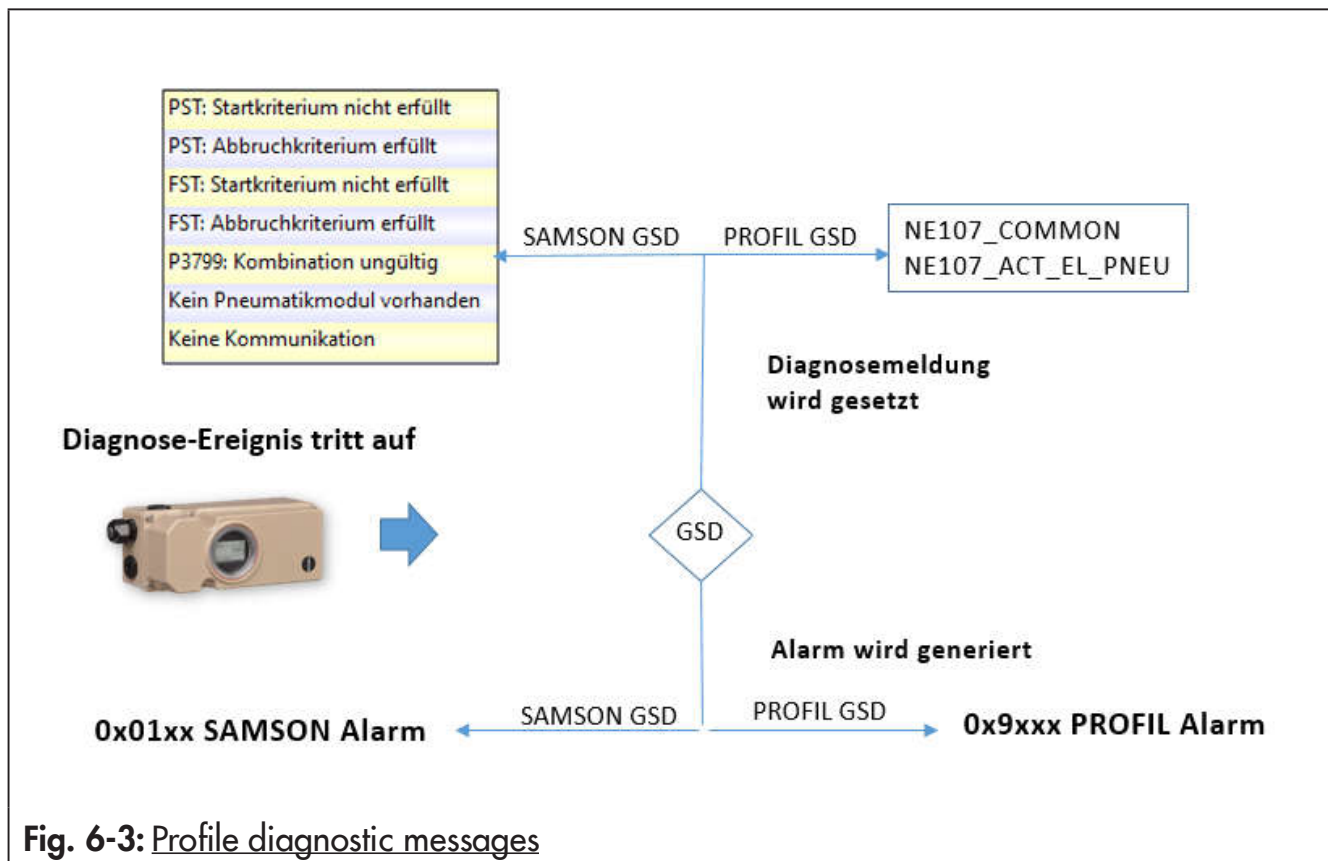 PST: Startkriterium nicht erfüllt
PST: Abbruchkriterium erfüllt
FST: Startkriterium nicht erfüllt
FST: Abbruchkriterium erfüllt
P3799: Kombination ungültig
Kein Pneumatikmodul vorhanden
Keine Kommunikation
SAMSON GSD
PROFIL GSD
NE107_COMMON
NE107_ACT_EL_PNEU
Diagnosemeldung
wird gesetzt
Diagnose-Ereignis tritt auf
GSD
Alarm wird generiert
0x01xx SAMSON Alarm
SAMSON GSD
PROFIL GSD
0x9xxx PROFIL Alarm
Fig. 6-3: Profile diagnostic messages